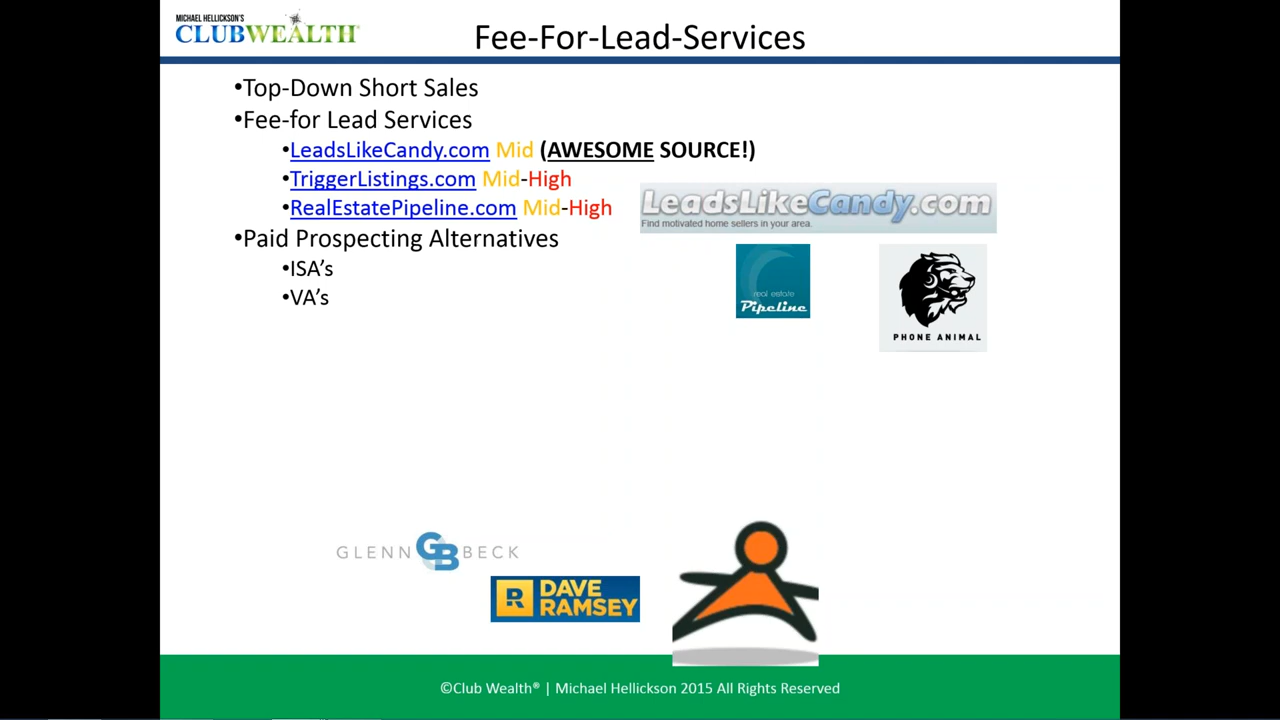 MICHAEL HELLICKSON'S
CLUBWEALTH®
Fee-For-Lead-Services
•Top-Down Short Sales
•Fee-for Lead Services
•LeadsLikeCandy.com Mid (AWESOME SOURCE!)
•TriggerListings.com Mid-High
•RealEstatePipeline.com Mid-High
LeadsLikeCandy.com
Find motivated home sellers in your area.
•Paid Prospecting Alternatives
•ISA’s
•VA’s
real estate
Pipeline
PHONE ANIMAL
GLENN GB BECK
R DAVE
RAMSEY
©Club Wealth® | Michael Hellickson 2015 All Rights Reserved